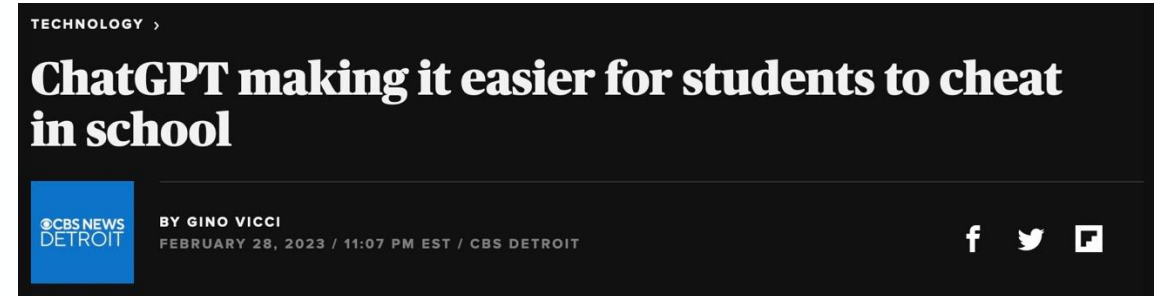 TECHNOLOGY ›
ChatGPT making it easier for students to cheat
in school
CBS NEWS
DETROIT
BY GINO VICCI
FEBRUARY 28, 2023 / 11:07 PM EST / CBS DETROIT